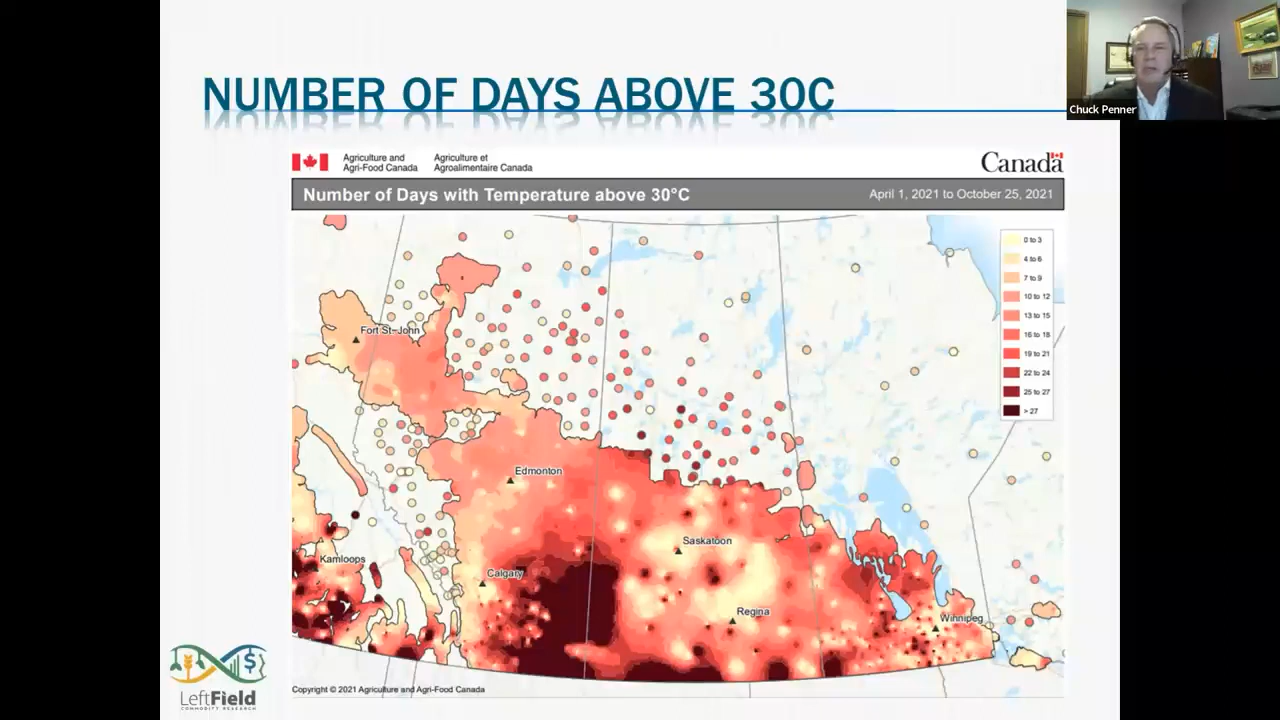 Chuck Penner
NUMBER OF DAYS ABOVE 30C
Agriculture and
Agri-Food Canada
Agriculture et
Agroalimentaire Canada
Canada
Number of Days with Temperature above 30°C
April 1, 2021 to October 25, 2021
0 to 3
4 to 6
7 to 9
10 to 12
13 to 15
16 to 18
19 to 21
22 to 24
25 to 27
> 27
Fort St-John
Edmonton
Saskatoon
Kamloops
Calgary
Regina
Winnipeg
Copyright © 2021 Agriculture and Agri-Food Canada
LeftField
COMMODITY RESEARCH